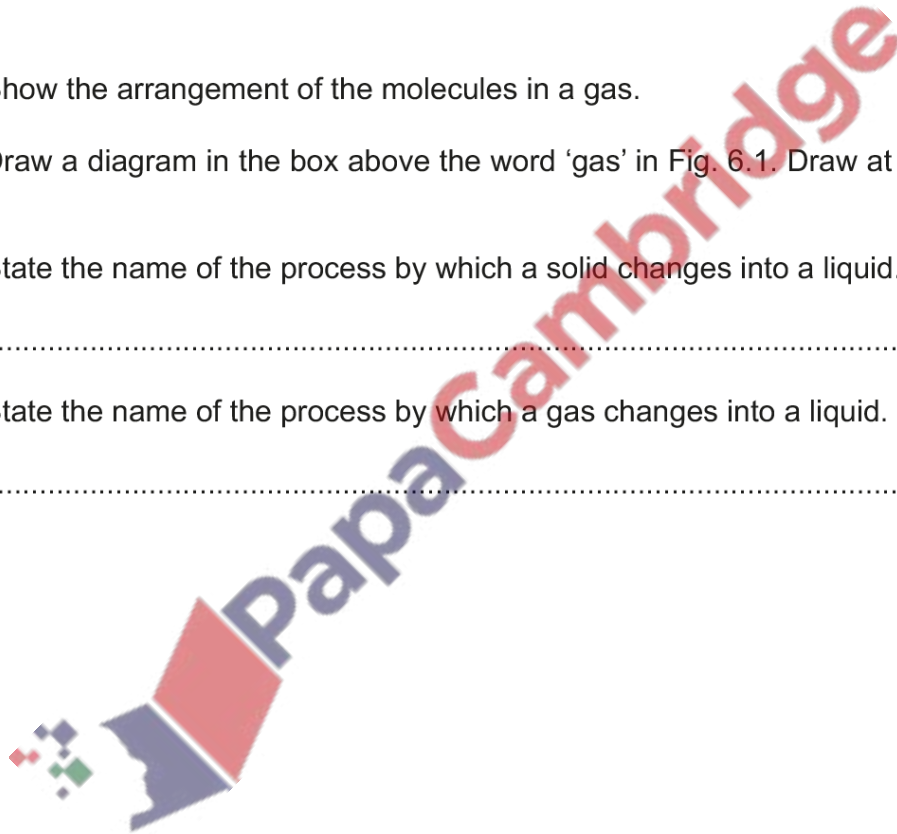 how the arrangement of the molecules in a gas.
raw a diagram in the box above the word ‘gas’ in Fig. 6.1. Draw at
tate the name of the process by which a solid changes into a liquid.
....................................................................................................
tate the name of the process by which a gas changes into a liquid.
....................................................................................................
PapaCambridge